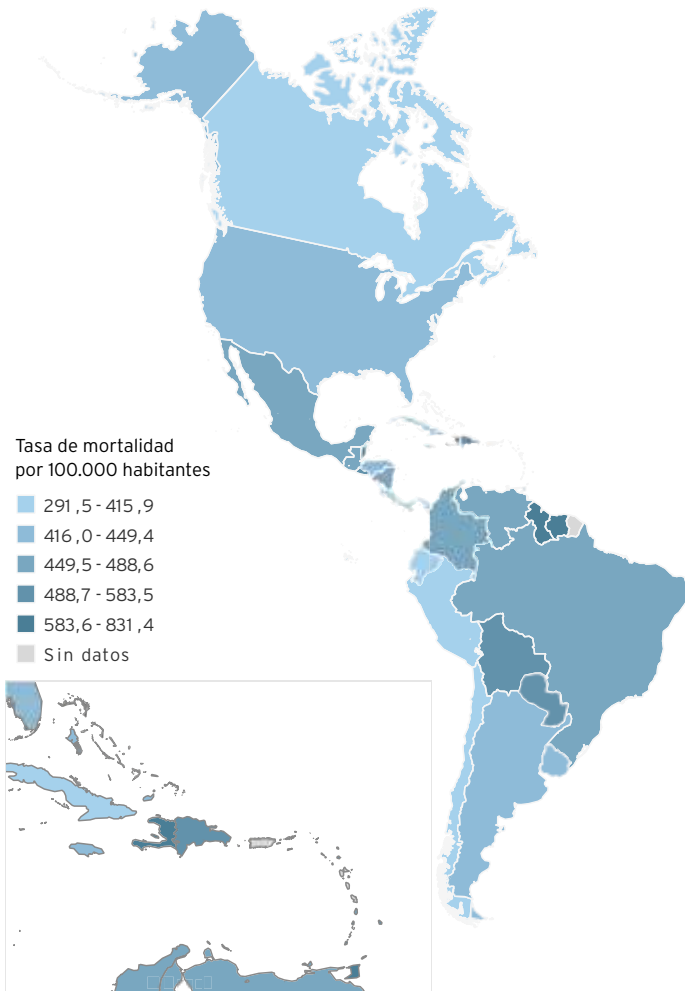 Tasa de mortalidad
por 100.000 habitantes
291,5 - 415,9
416,0 - 449,4
449,5 - 488,6
488,7 - 583,5
583,6 - 831,4
Sin datos